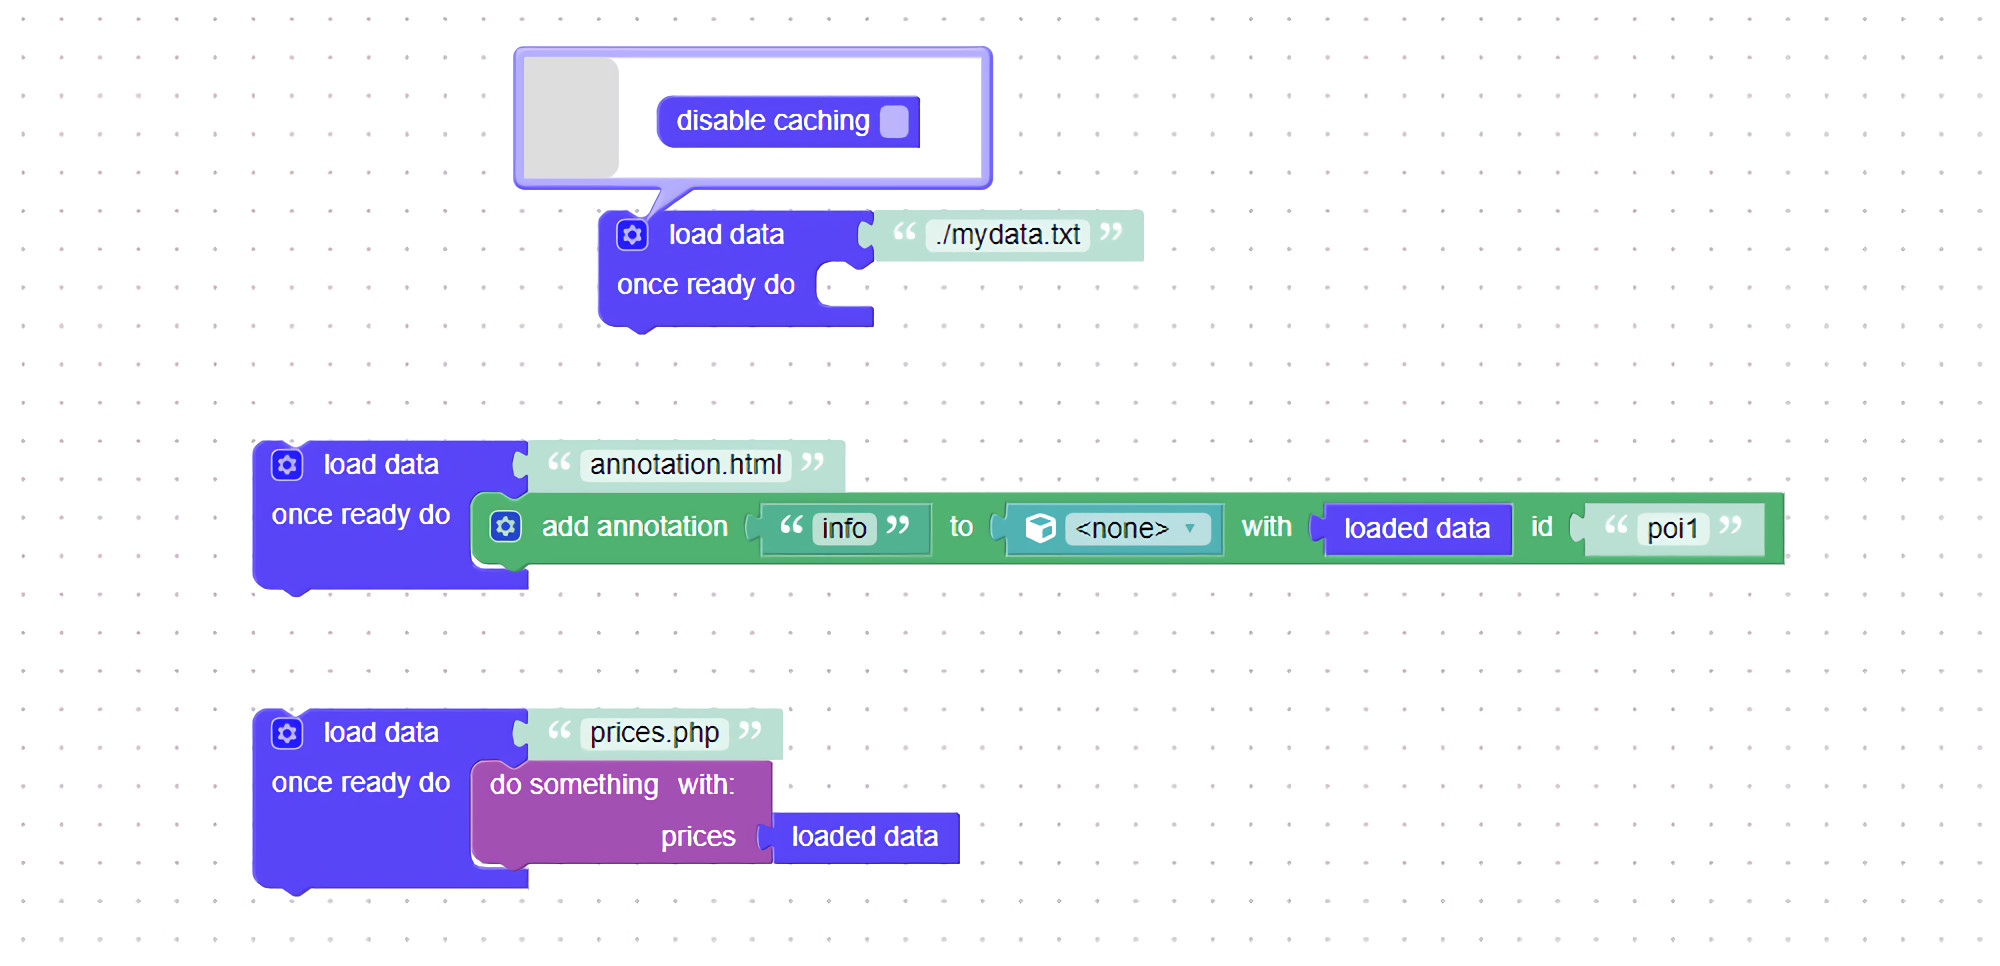 disable caching
load data “ ./mydata.txt ”
once ready do
load data “ annotation.html ”
once ready do add annotation “ info ” to <none> with loaded data id “ poi1 ”
load data “ prices.php ”
once ready do do something with:
prices loaded data